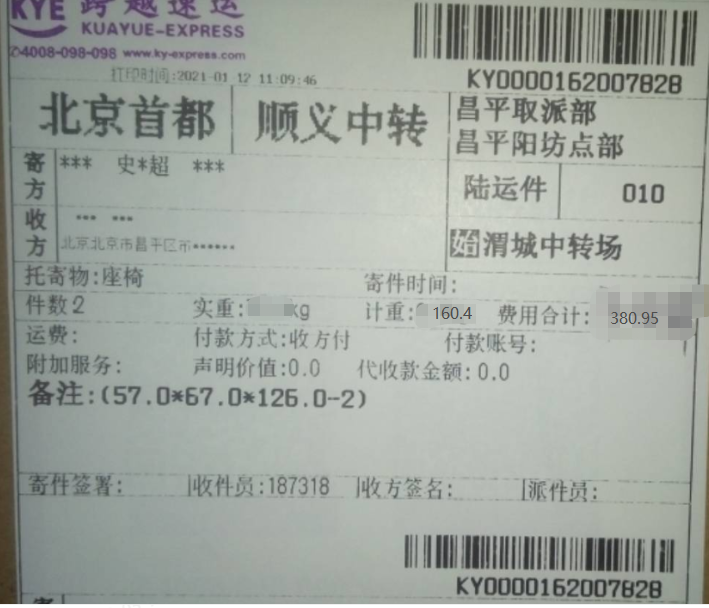 KYE 跨越速运
KUAYUE-EXPRESS
✆4008-098-098 www.ky-express.com
打印时间:2021-01-12 11:09:46
KY0000162007828
北京首都 顺义中转 昌平取派部
昌平阳坊点部
寄方 *** 史*超 ***
陆运件 010
收方 *** ***
北京北京市昌平区市******
始 渭城中转场
托寄物:座椅 寄件时间:
件数2 实重: kg 计重: 160.4 费用合计: 380.95
运费: 付款方式:收方付 付款账号:
附加服务: 声明价值:0.0 代收款金额:0.0
备注:(57.0*67.0*126.0-2)
寄件签署: 收件员:187318 收方签名: 派件员:
KY0000162007828